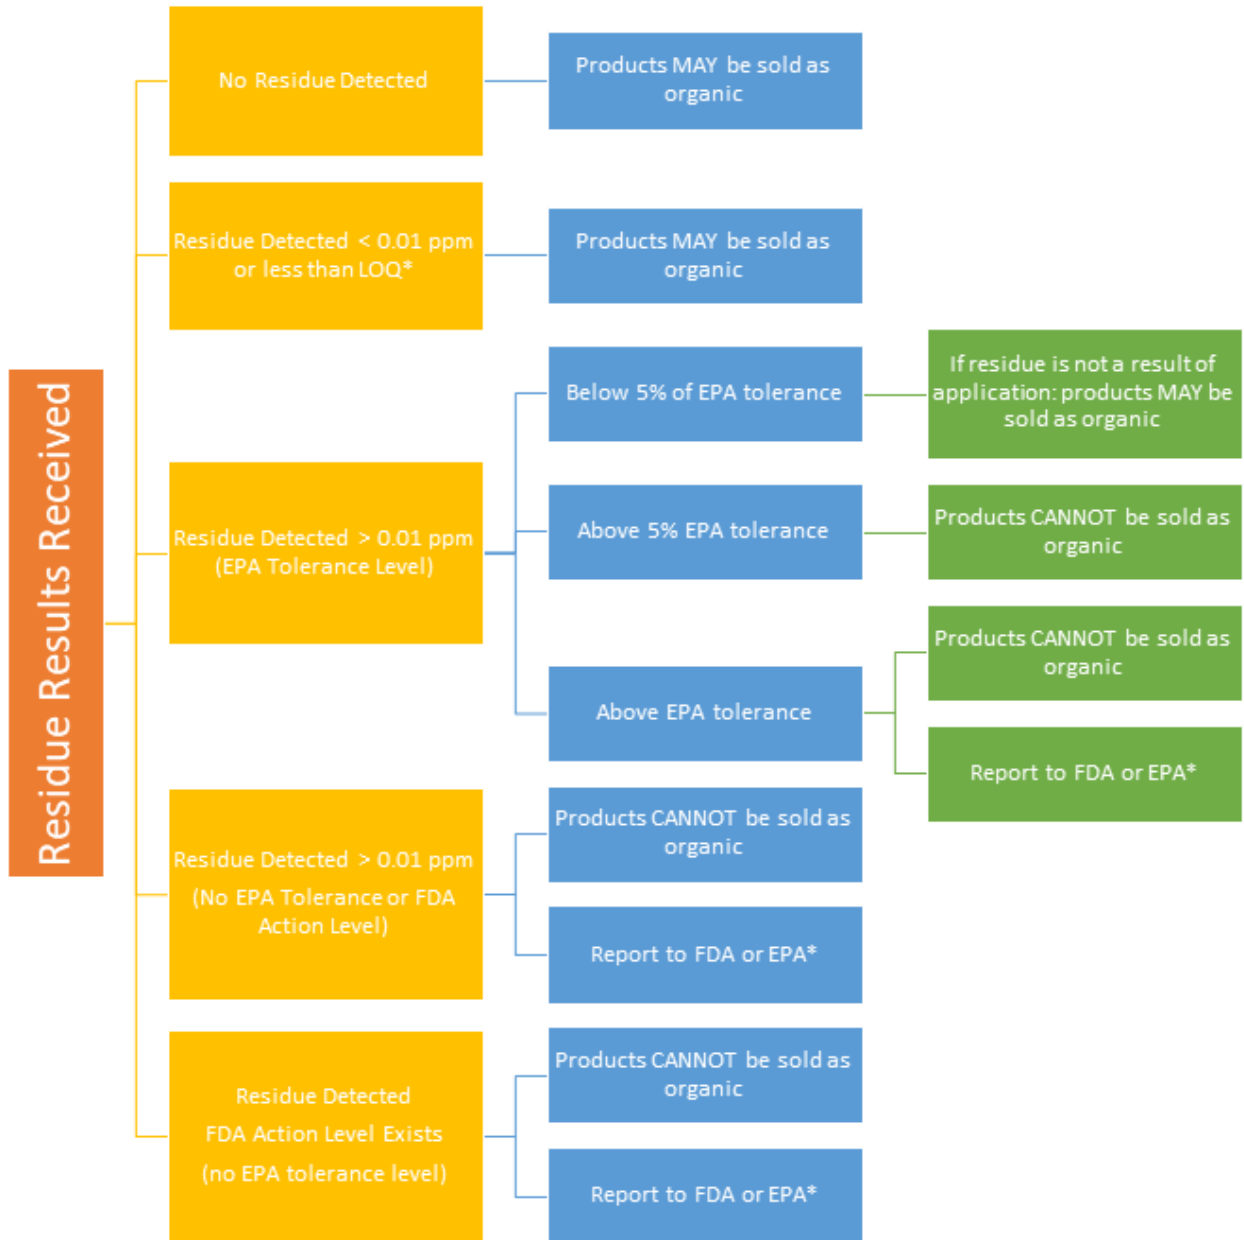 Residue Results Received
No Residue Detected
Products MAY be sold as
organic
Residue Detected < 0.01 ppm
or less than LOQ*
Products MAY be sold as
organic
Residue Detected > 0.01 ppm
(EPA Tolerance Level)
Below 5% of EPA tolerance
If residue is not a result of
application: products MAY be
sold as organic
Above 5% EPA tolerance
Products CANNOT be sold as
organic
Above EPA tolerance
Products CANNOT be sold as
organic
Report to FDA or EPA*
Residue Detected > 0.01 ppm
(No EPA Tolerance or FDA
Action Level)
Products CANNOT be sold as
organic
Report to FDA or EPA*
Residue Detected
FDA Action Level Exists
(no EPA tolerance level)
Products CANNOT be sold as
organic
Report to FDA or EPA*